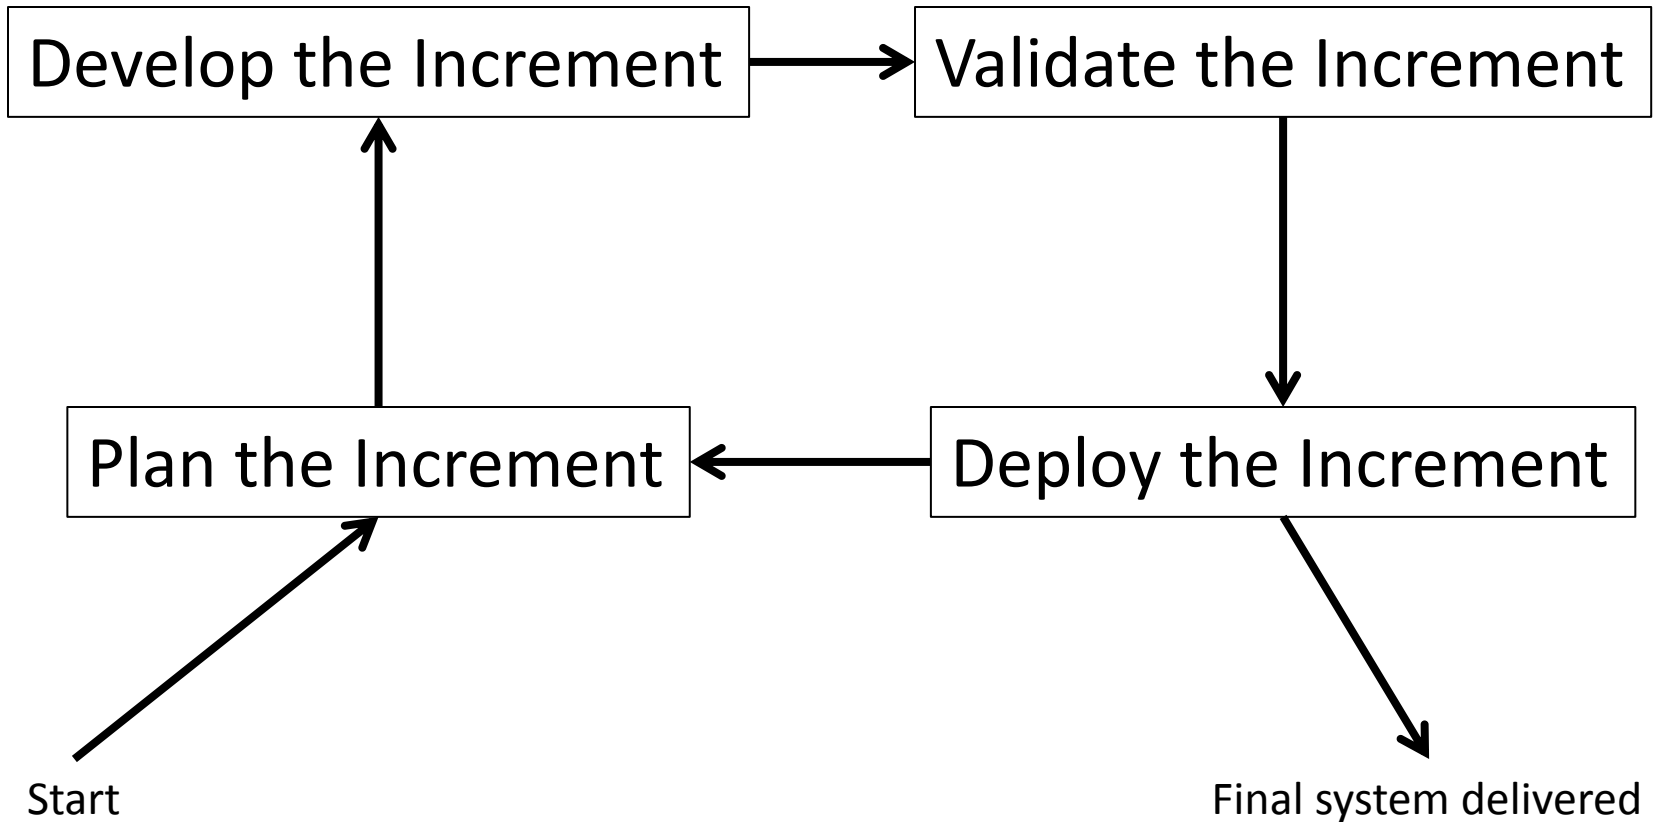 Develop the Increment
Validate the Increment
Plan the Increment
Deploy the Increment
Start
Final system delivered